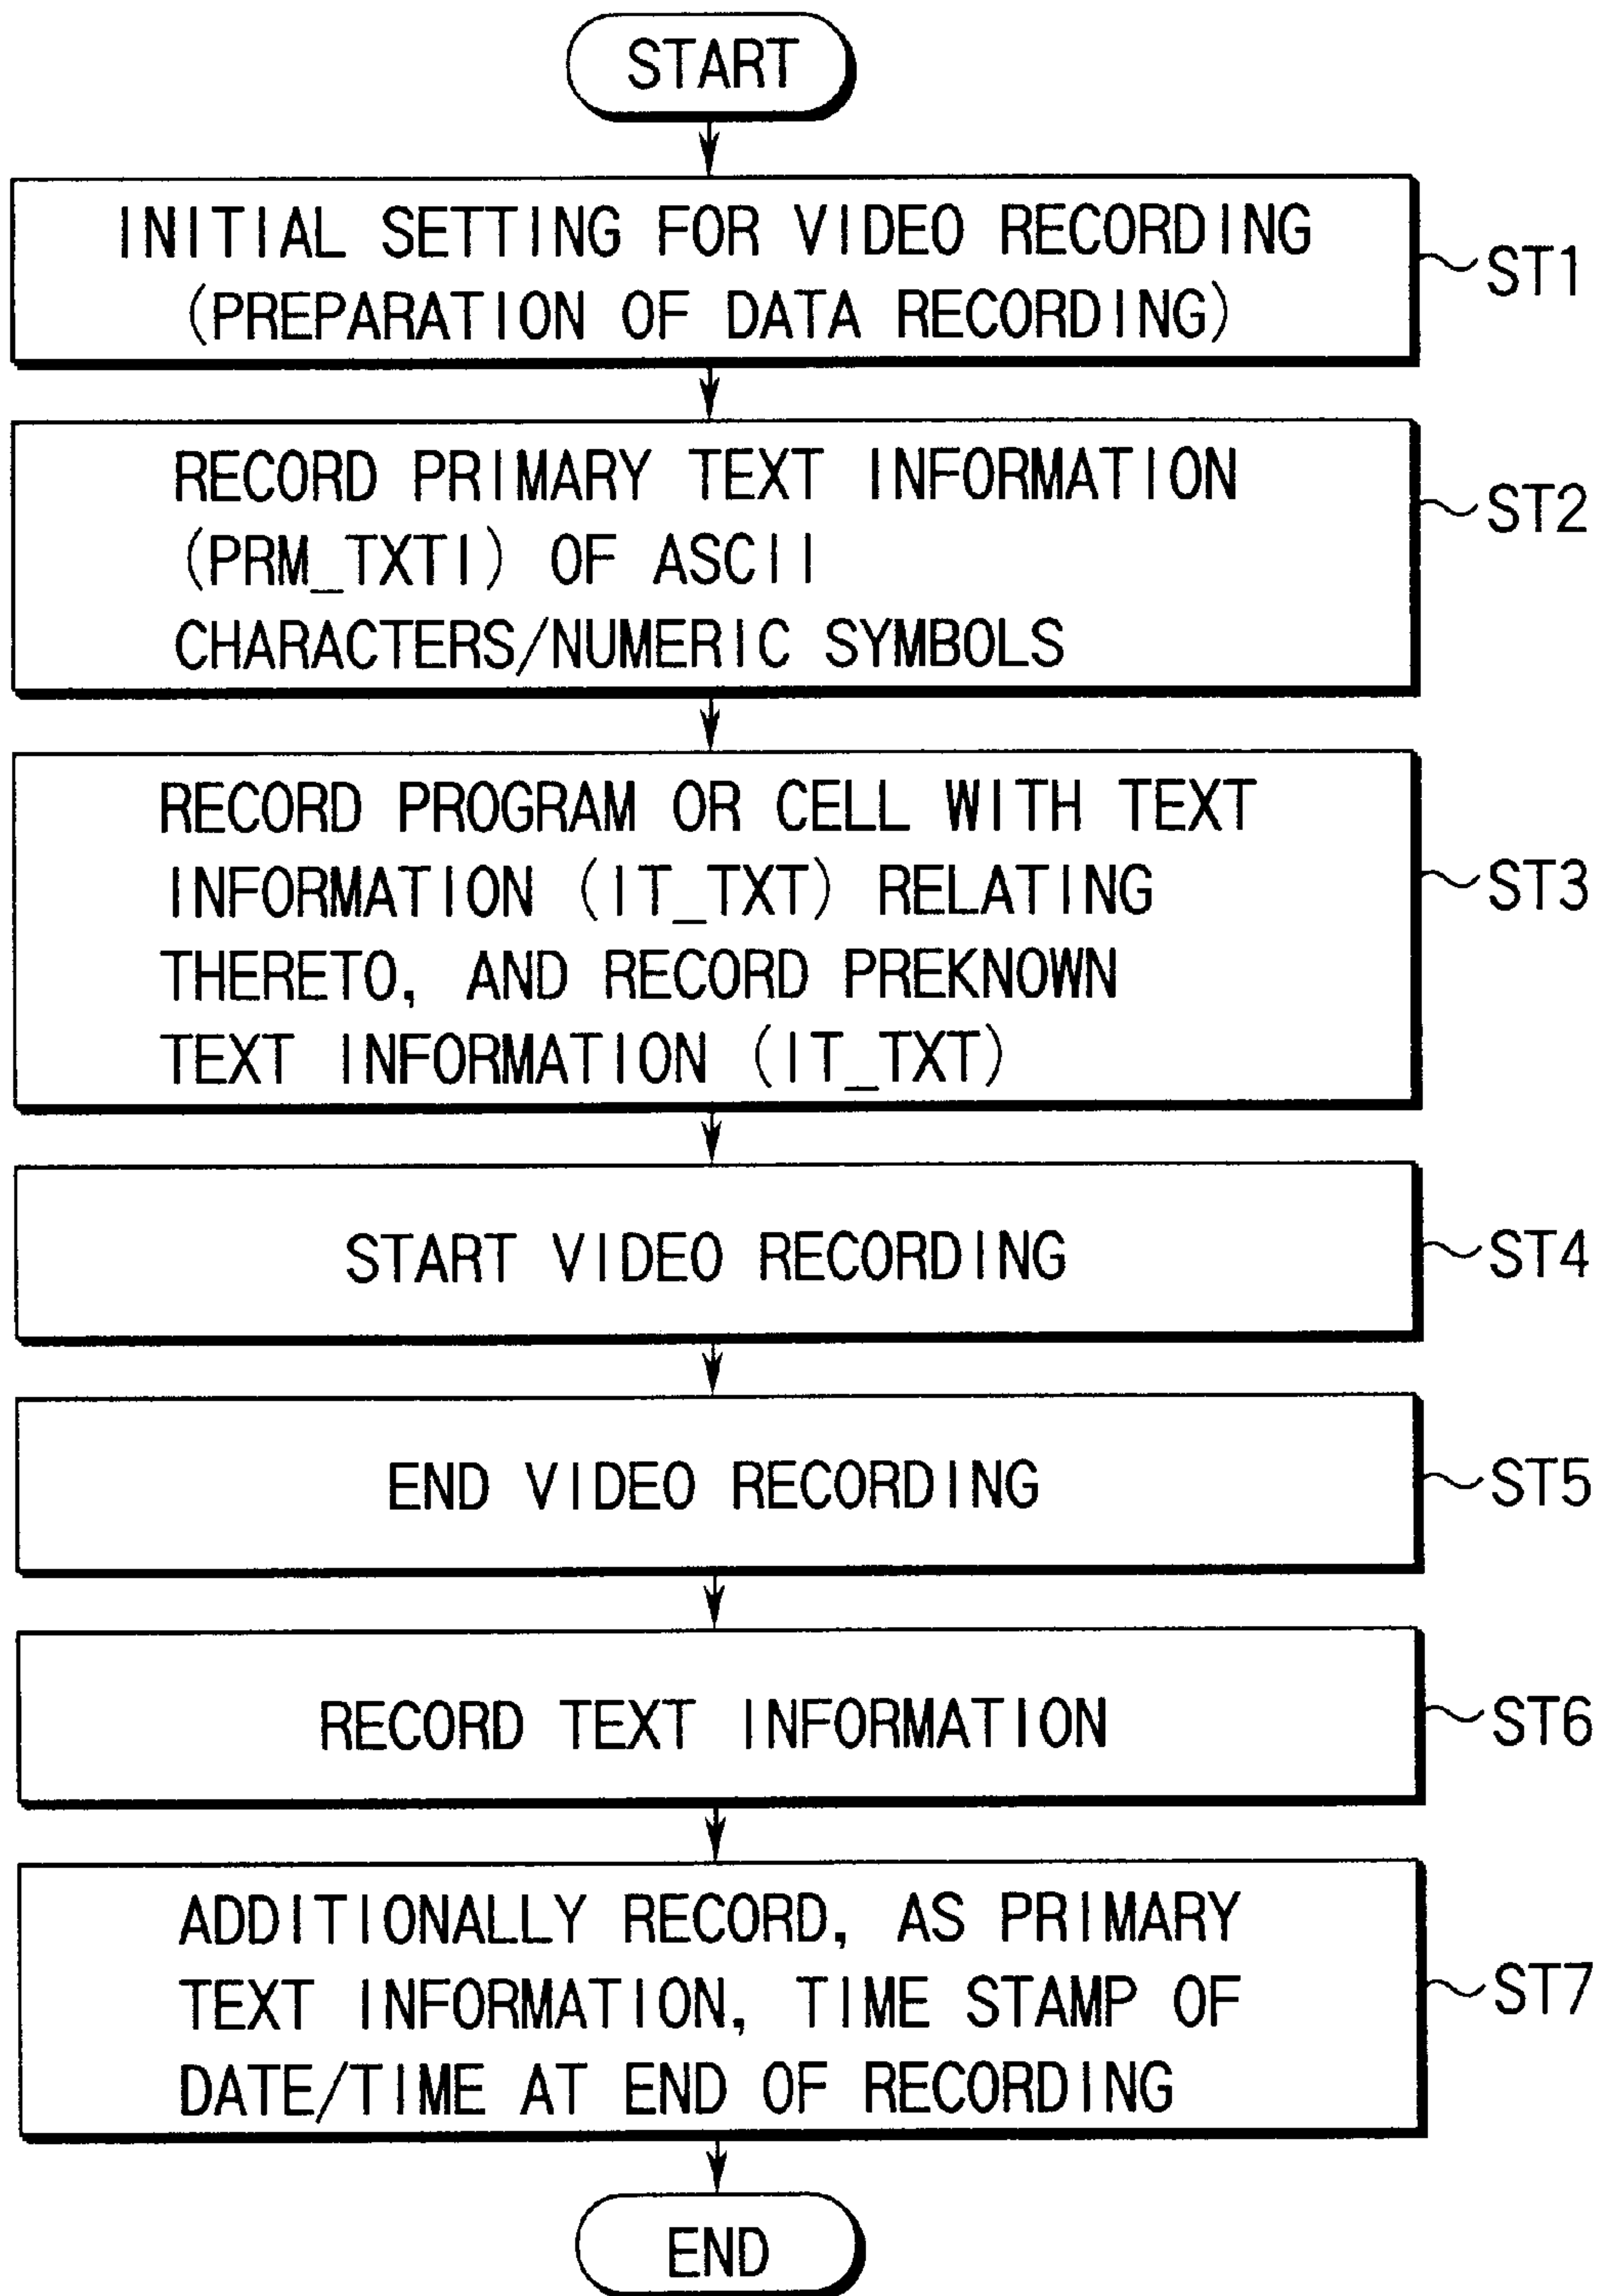 START
INITIAL SETTING FOR VIDEO RECORDING
(PREPARATION OF DATA RECORDING)
ST1
RECORD PRIMARY TEXT INFORMATION
(PRM_TXTI) OF ASCII
CHARACTERS/NUMERIC SYMBOLS
ST2
RECORD PROGRAM OR CELL WITH TEXT
INFORMATION (IT_TXT) RELATING
THERETO, AND RECORD PREKNOWN
TEXT INFORMATION (IT_TXT)
ST3
START VIDEO RECORDING
ST4
END VIDEO RECORDING
ST5
RECORD TEXT INFORMATION
ST6
ADDITIONALLY RECORD, AS PRIMARY
TEXT INFORMATION, TIME STAMP OF
DATE/TIME AT END OF RECORDING
ST7
END